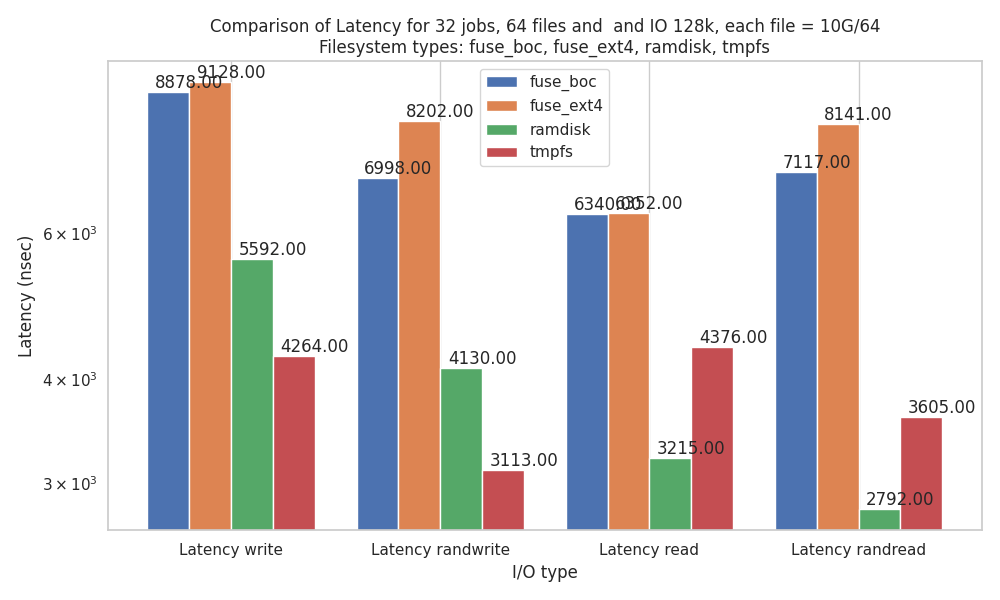 Comparison of Latency for 32 jobs, 64 files and  and IO 128k, each file = 10G/64
Filesystem types: fuse_boc, fuse_ext4, ramdisk, tmpfs
fuse_boc
fuse_ext4
ramdisk
tmpfs
8878.00
9128.00
5592.00
4264.00
6998.00
8202.00
4130.00
3113.00
6340.00
6352.00
3215.00
4376.00
7117.00
8141.00
2792.00
3605.00
Latency (nsec)
6 × 10³
4 × 10³
3 × 10³
Latency write
Latency randwrite
Latency read
Latency randread
I/O type